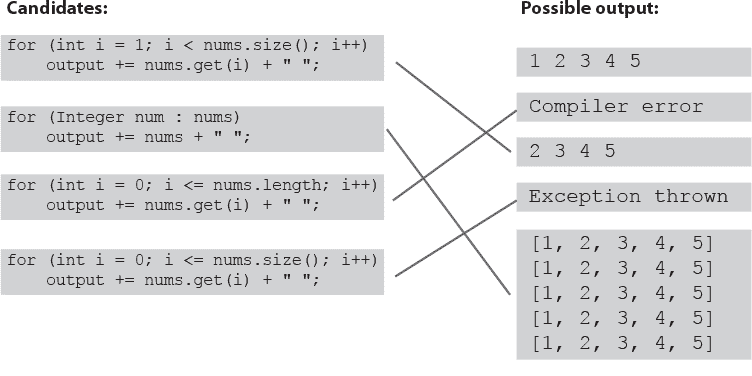 Candidates:
for (int i = 1; i < nums.size(); i++)
output += nums.get(i) + " ";
for (Integer num : nums)
output += nums + " ";
for (int i = 0; i <= nums.length; i++)
output += nums.get(i) + " ";
for (int i = 0; i <= nums.size(); i++)
output += nums.get(i) + " ";
Possible output:
1 2 3 4 5
Compiler error
2 3 4 5
Exception thrown
[1, 2, 3, 4, 5]
[1, 2, 3, 4, 5]
[1, 2, 3, 4, 5]
[1, 2, 3, 4, 5]
[1, 2, 3, 4, 5]